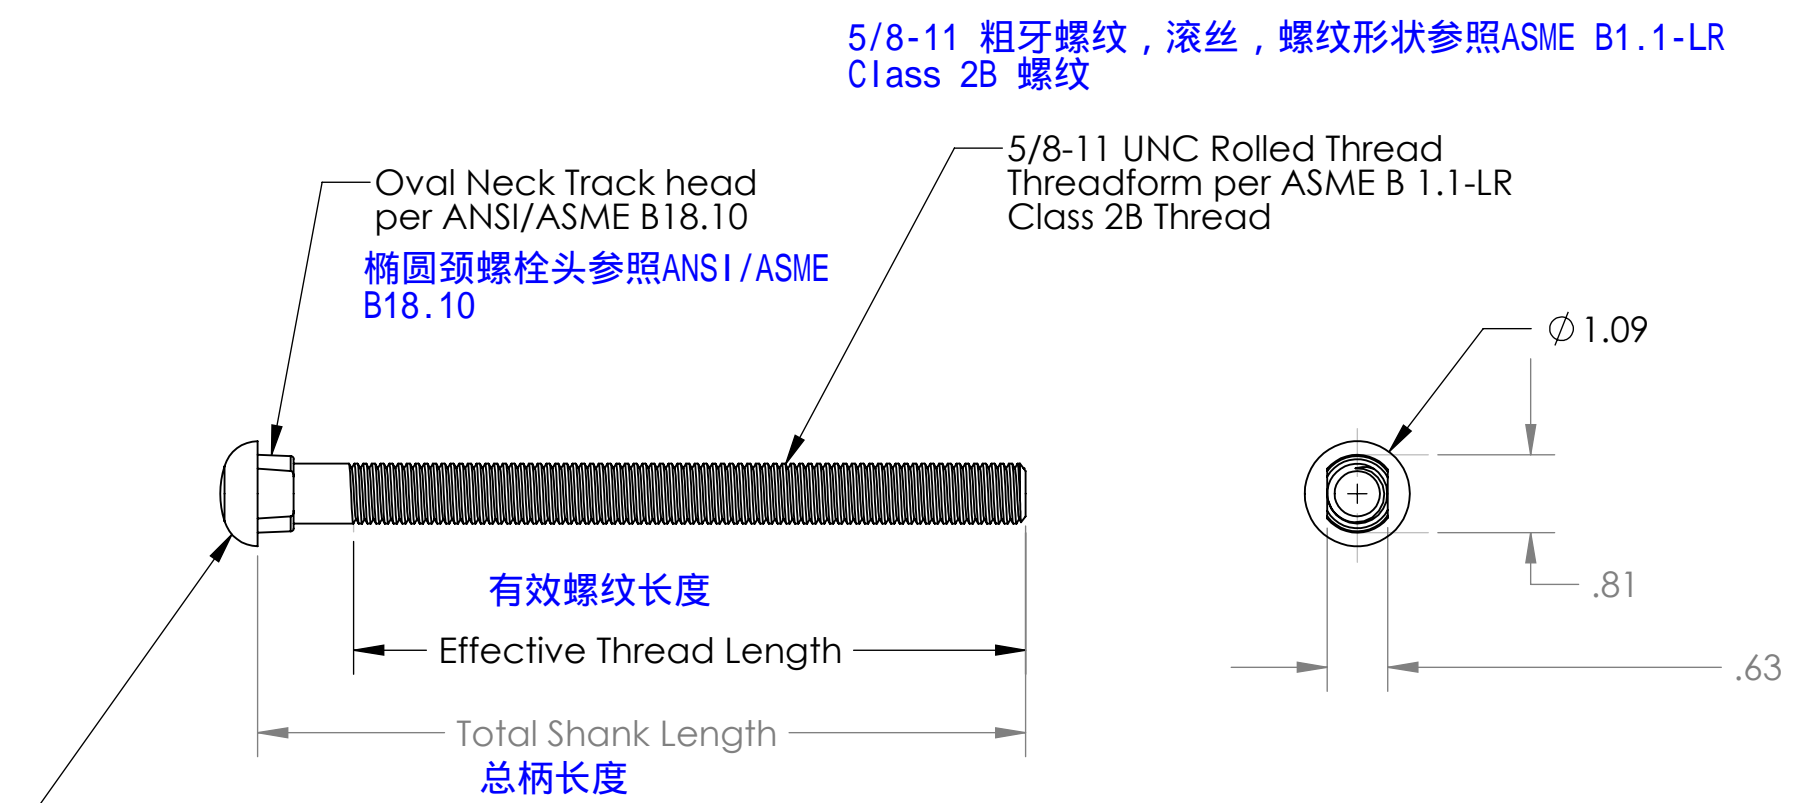 5/8-11 粗牙螺纹，滚丝，螺纹形状参照ASME B1.1-LR
Class 2B 螺纹
5/8-11 UNC Rolled Thread
Threadform per ASME B 1.1-LR
Class 2B Thread
Oval Neck Track head
per ANSI/ASME B18.10
椭圆颈螺栓头参照ANSI/ASME
B18.10
∅ 1.09
.81
.63
有效螺纹长度
Effective Thread Length
Total Shank Length
总柄长度